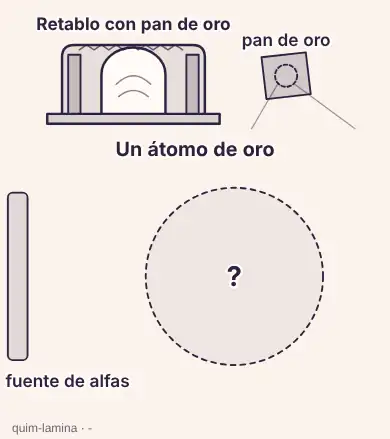 Retablo con pan de oro
pan de oro
Un átomo de oro
?
fuente de alfas
quim-lamina · -